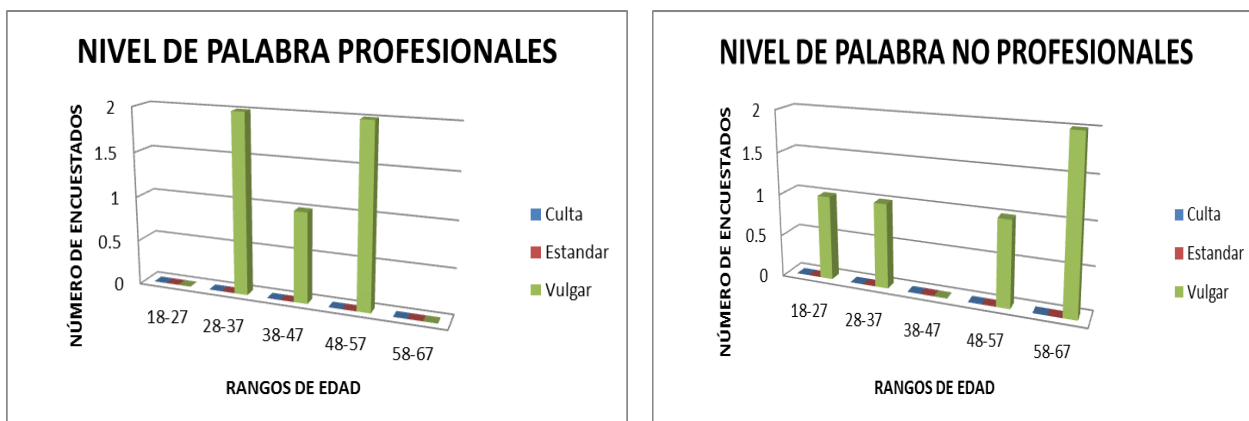 NIVEL DE PALABRA PROFESIONALES
NÚMERO DE ENCUESTADOS
2
1.5
1
0.5
0
18-27
28-37
38-47
48-57
58-67
RANGOS DE EDAD
Culta
Estandar
Vulgar
NIVEL DE PALABRA NO PROFESIONALES
NÚMERO DE ENCUESTADOS
2
1.5
1
0.5
0
18-27
28-37
38-47
48-57
58-67
RANGOS DE EDAD
Culta
Estandar
Vulgar